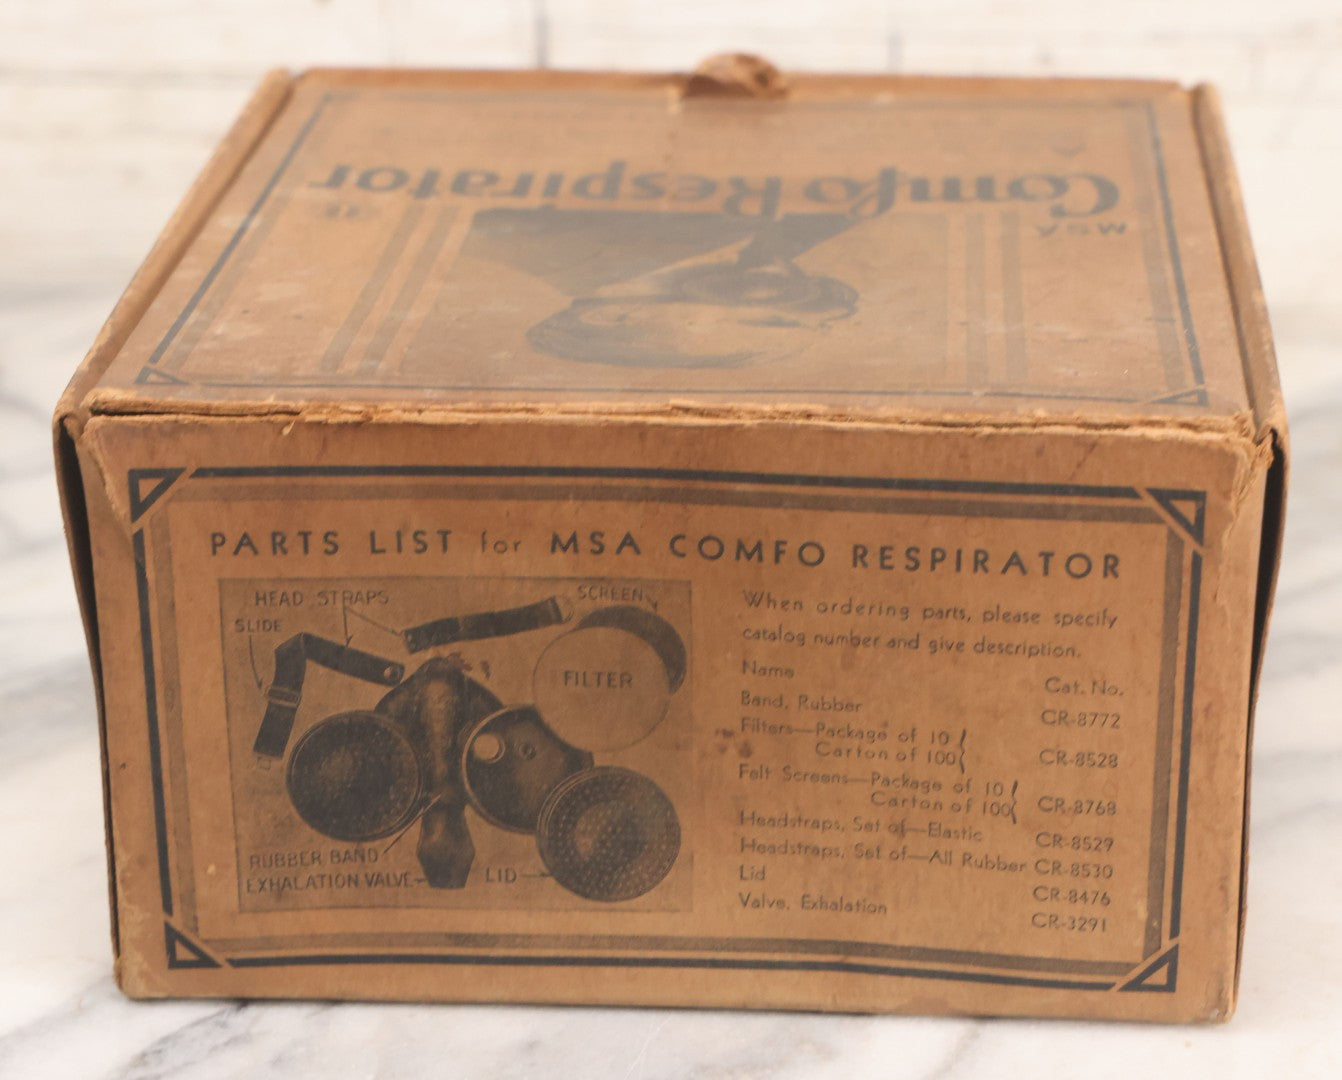 Comfo Respirator
MSA
PARTS LIST for MSA COMFO RESPIRATOR
HEAD STRAPS
SCREEN
SLIDE
FILTER
RUBBER BAND
EXHALATION VALVE
LID
When ordering parts, please specify
catalog number and give description.
Name Cat. No.
Band, Rubber CR-8772
Filters—Package of 10
Carton of 100 CR-8528
Felt Screens—Package of 10
Carton of 100 CR-8768
Headstraps, Set of—Elastic CR-8529
Headstraps, Set of—All Rubber CR-8530
Lid CR-8476
Valve, Exhalation CR-3291